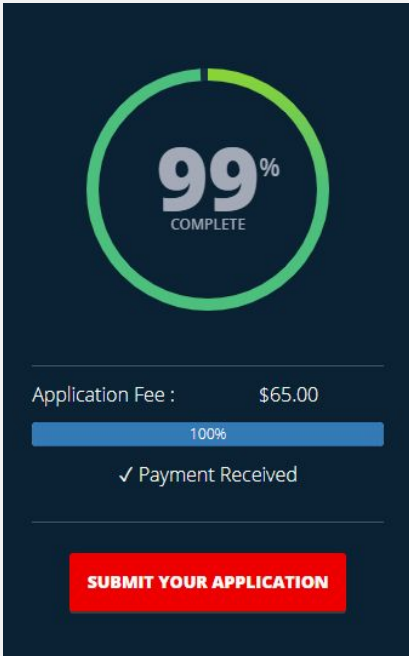 99%
COMPLETE
Application Fee : $65.00
100%
✓ Payment Received
SUBMIT YOUR APPLICATION